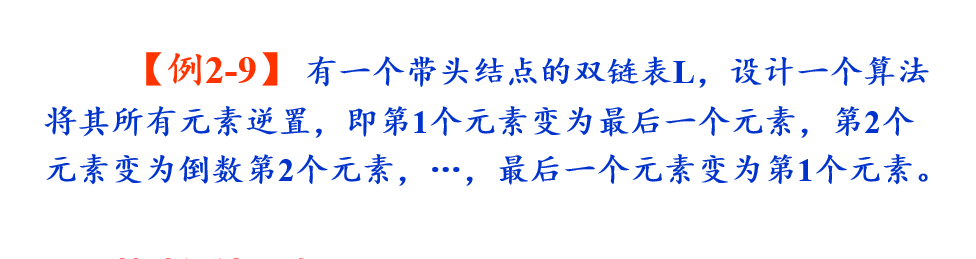 【例2-9】 有一个带头结点的双链表L，设计一个算法
将其所有元素逆置，即第1个元素变为最后一个元素，第2个
元素变为倒数第2个元素，…，最后一个元素变为第1个元素。